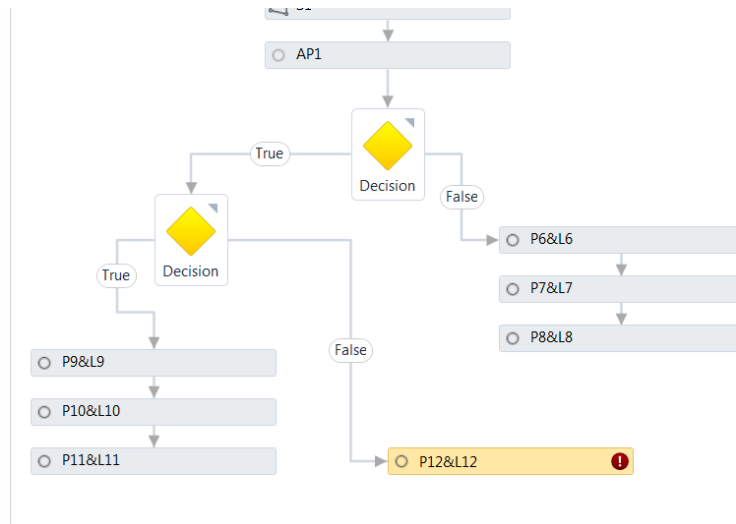 AP1
Decision
True
False
Decision
P6&L6
True
P7&L7
P8&L8
False
P9&L9
P10&L10
P11&L11
P12&L12